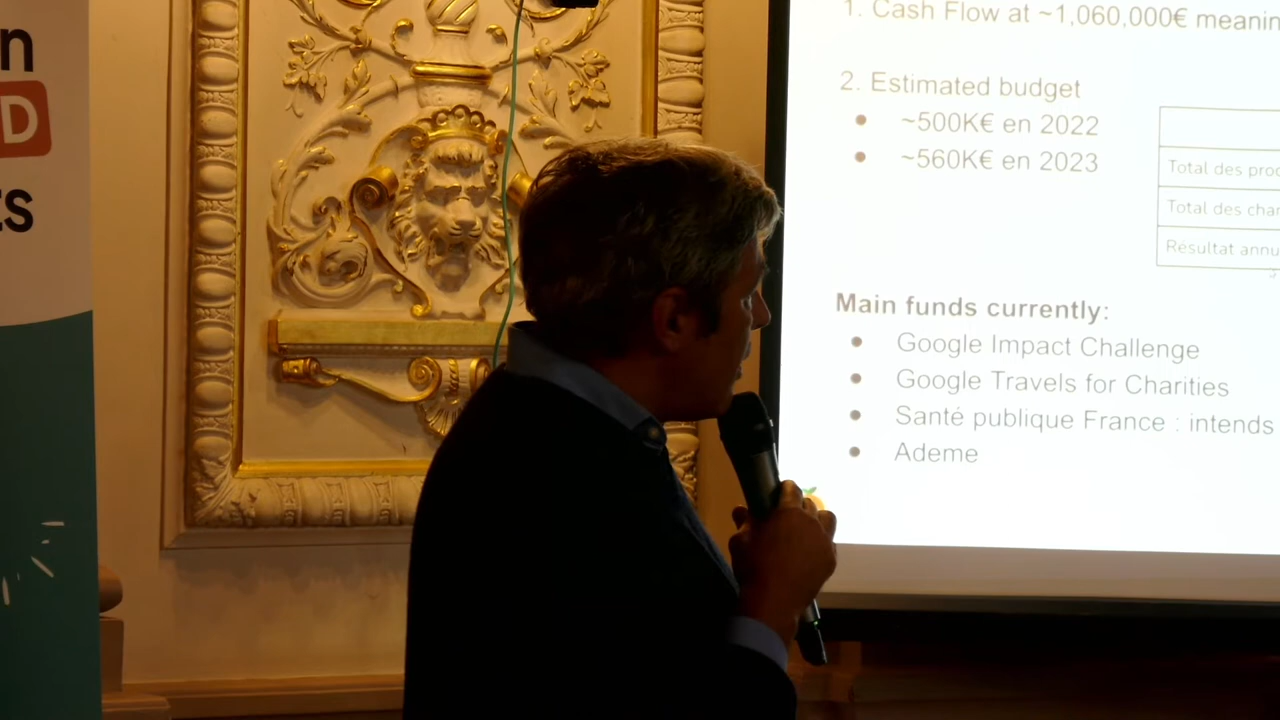 n
D
ts
1. Cash Flow at ~1,060,000€ meanin
2. Estimated budget
~500K€ en 2022
~560K€ en 2023
Total des prod
Total des char
Résultat annu
Main funds currently:
Google Impact Challenge
Google Travels for Charities
Santé publique France : intends
Ademe